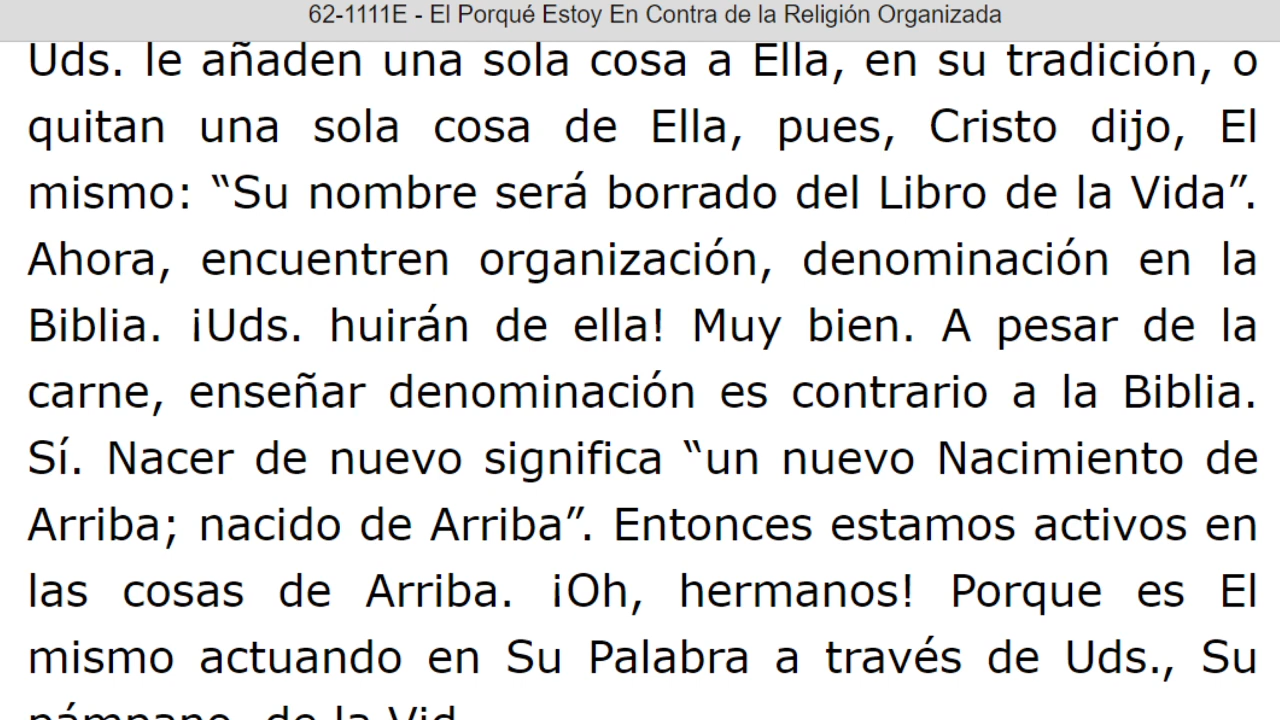 62-1111E - El Porqué Estoy En Contra de la Religión Organizada
Uds. le añaden una sola cosa a Ella, en su tradición, o
quitan una sola cosa de Ella, pues, Cristo dijo, El
mismo: “Su nombre será borrado del Libro de la Vida”.
Ahora, encuentren organización, denominación en la
Biblia. ¡Uds. huirán de ella! Muy bien. A pesar de la
carne, enseñar denominación es contrario a la Biblia.
Sí. Nacer de nuevo significa “un nuevo Nacimiento de
Arriba; nacido de Arriba”. Entonces estamos activos en
las cosas de Arriba. ¡Oh, hermanos! Porque es El
mismo actuando en Su Palabra a través de Uds., Su
pámpano, de la Vid